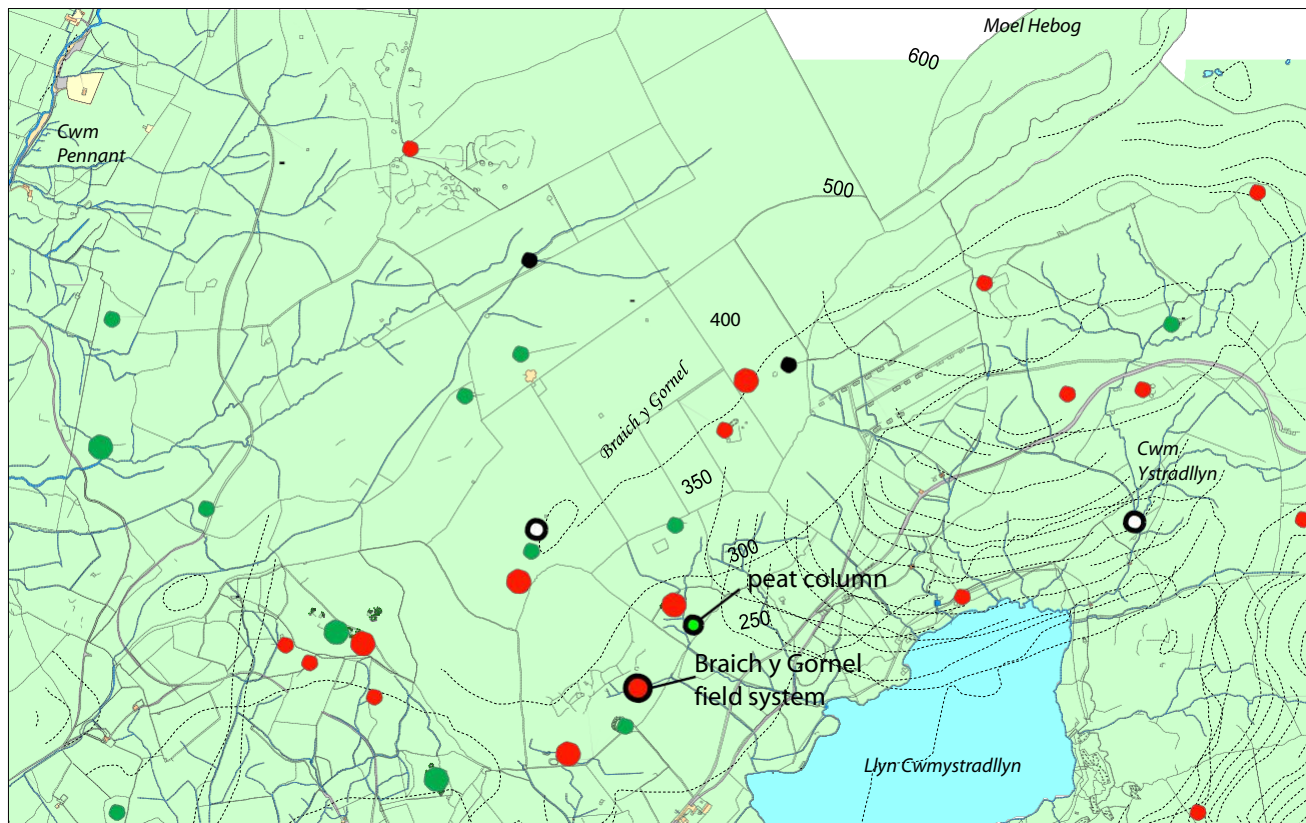 Moel Hebog
600
Cwm
Pennant
500
400
Braich y Gornel
350
Cwm
Ystradllyn
300
peat column
250
Braich y Gornel
field system
Llyn Cwmystradllyn